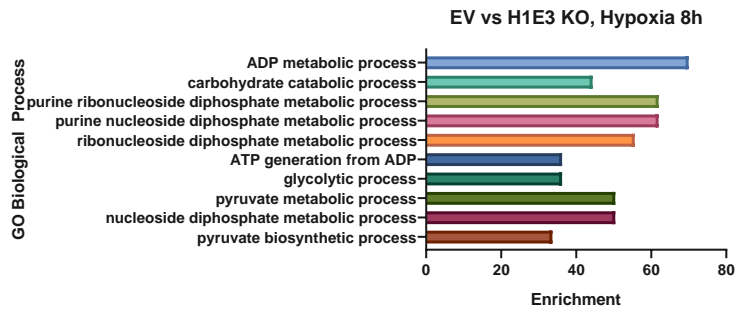 EV vs H1E3 KO, Hypoxia 8h
GO Biological Process
ADP metabolic process
carbohydrate catabolic process
purine ribonucleoside diphosphate metabolic process
purine nucleoside diphosphate metabolic process
ribonucleoside diphosphate metabolic process
ATP generation from ADP
glycolytic process
pyruvate metabolic process
nucleoside diphosphate metabolic process
pyruvate biosynthetic process
0 20 40 60 80
Enrichment